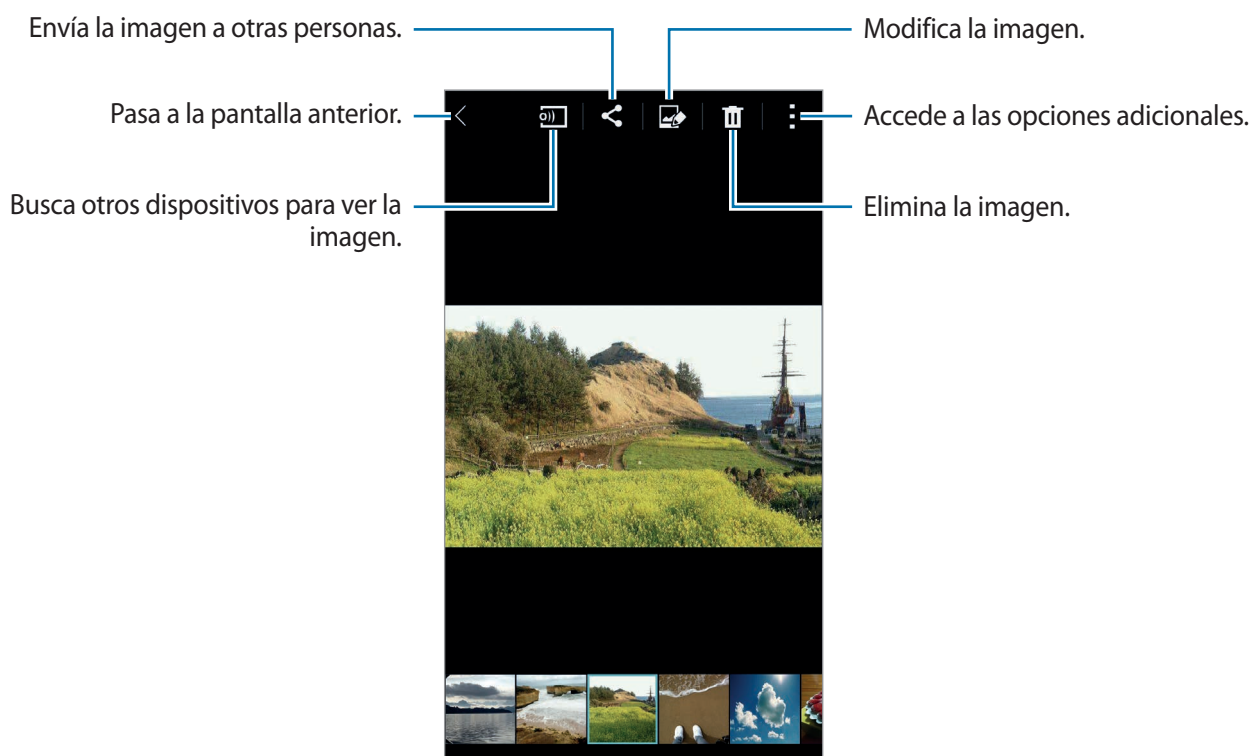 Envía la imagen a otras personas.
Modifica la imagen.
Pasa a la pantalla anterior.
Accede a las opciones adicionales.
Busca otros dispositivos para ver la
imagen.
Elimina la imagen.